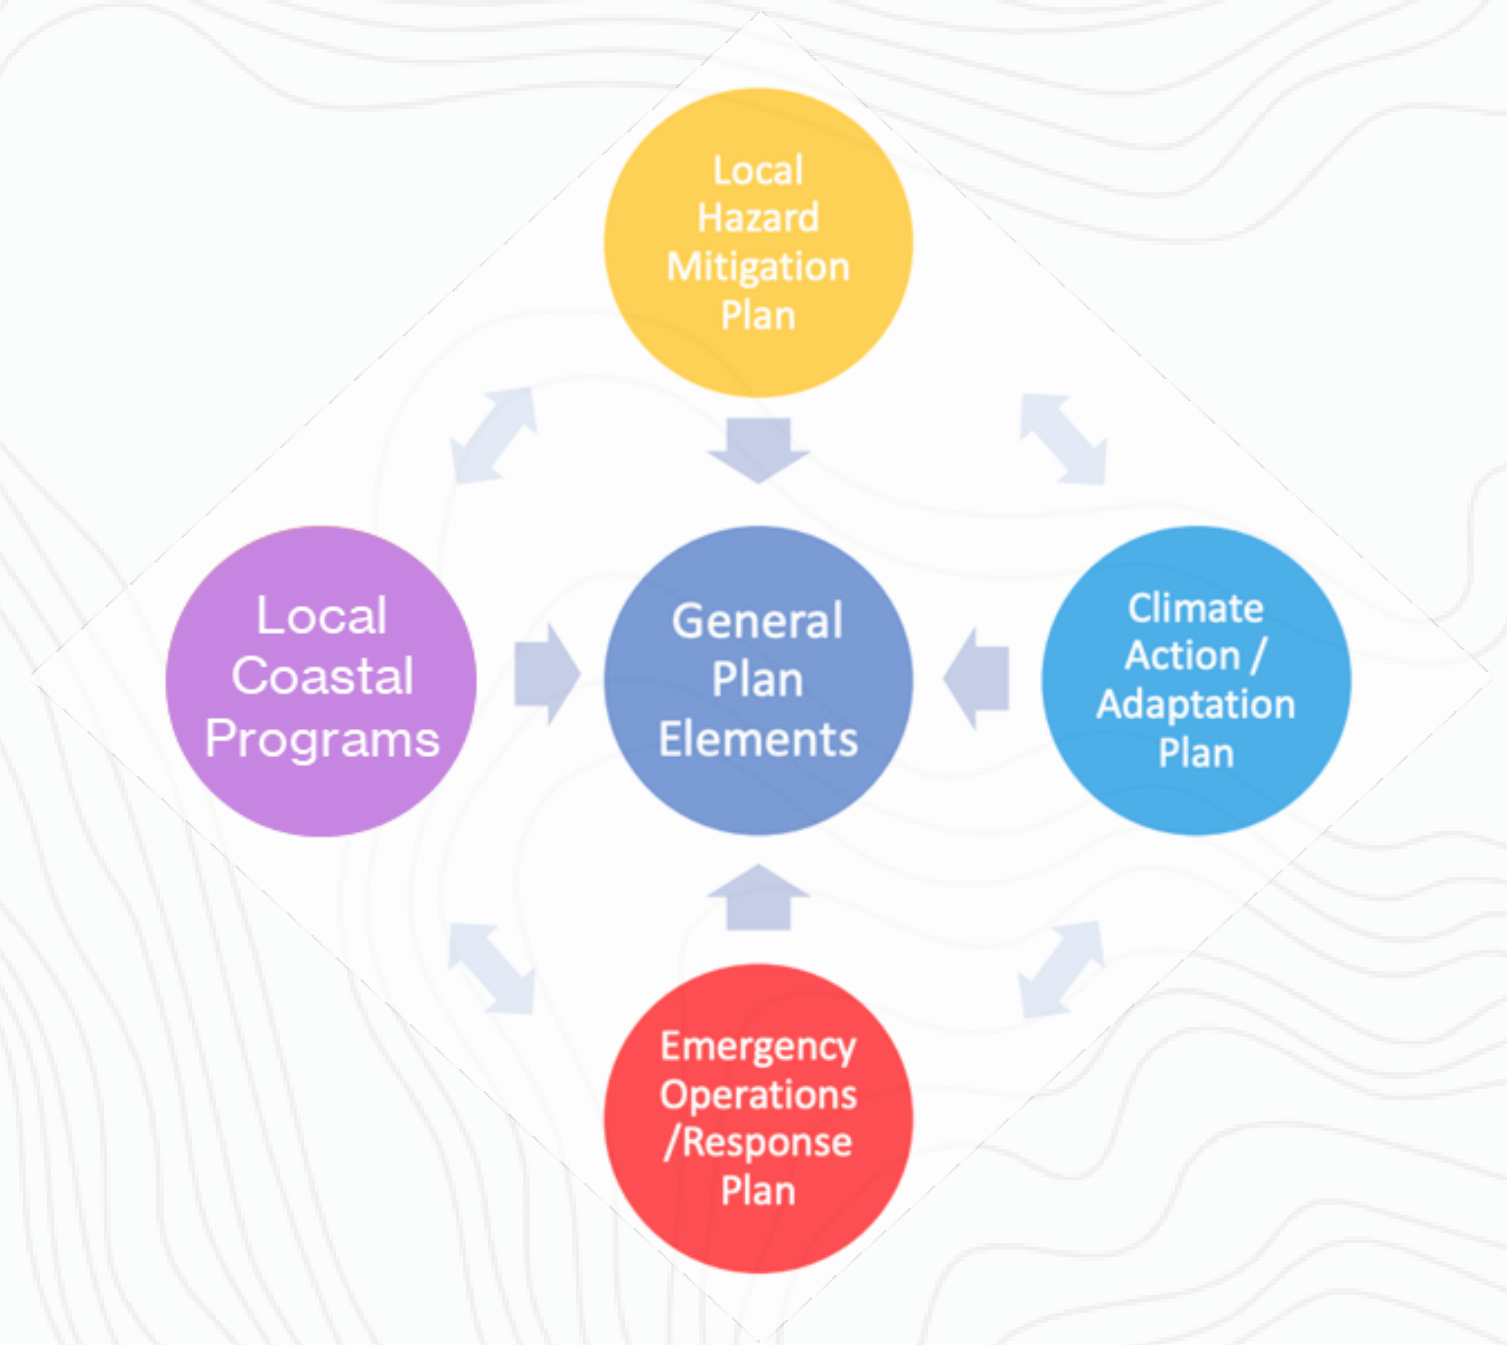 Local
Hazard
Mitigation
Plan
Local
Coastal
Programs
General
Plan
Elements
Climate
Action /
Adaptation
Plan
Emergency
Operations
/Response
Plan